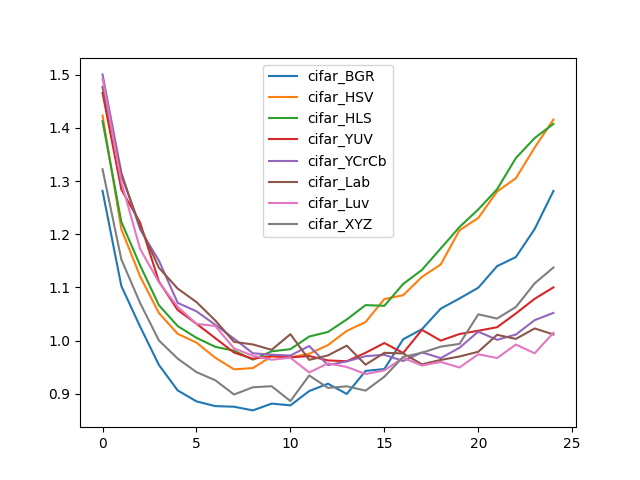 1.5
1.4
1.3
1.2
1.1
1.0
0.9
cifar_BGR
cifar_HSV
cifar_HLS
cifar_YUV
cifar_YCrCb
cifar_Lab
cifar_Luv
cifar_XYZ
0 5 10 15 20 25